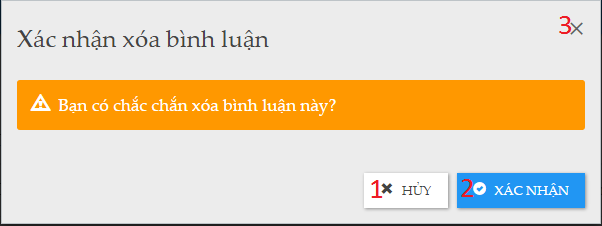 3
Xác nhận xóa bình luận
Bạn có chắc chắn xóa bình luận này?
1 HỦY 2 XÁC NHẬN